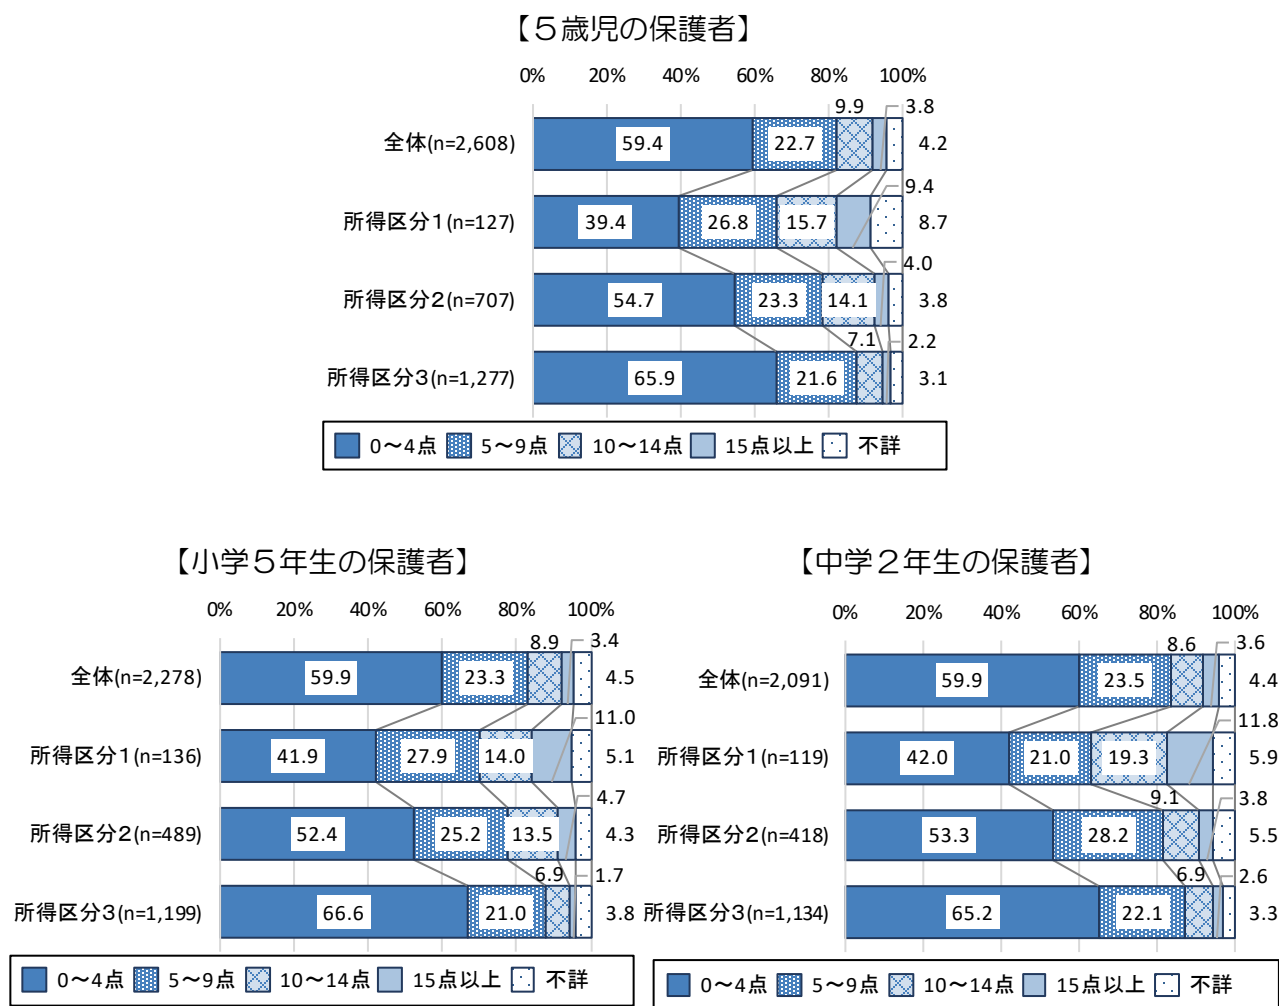 【５歳児の保護者】
0% 20% 40% 60% 80% 100%
9.9 3.8
全体(n=2,608) 59.4 22.7 4.2
9.4
所得区分1(n=127) 39.4 26.8 15.7 8.7
4.0
所得区分2(n=707) 54.7 23.3 14.1 3.8
7.1 2.2
所得区分3(n=1,277) 65.9 21.6 3.1
0～4点 5～9点 10～14点 15点以上 不詳
【小学５年生の保護者】
0% 20% 40% 60% 80% 100%
8.9 3.4
全体(n=2,278) 59.9 23.3 4.5
11.0
所得区分1(n=136) 41.9 27.9 14.0 5.1
4.7
所得区分2(n=489) 52.4 25.2 13.5 4.3
6.9 1.7
所得区分3(n=1,199) 66.6 21.0 3.8
0～4点 5～9点 10～14点 15点以上 不詳
【中学２年生の保護者】
0% 20% 40% 60% 80% 100%
8.6 3.6
全体(n=2,091) 59.9 23.5 4.4
11.8
所得区分1(n=119) 42.0 21.0 19.3 5.9
9.1 3.8
所得区分2(n=418) 53.3 28.2 5.5
6.9 2.6
所得区分3(n=1,134) 65.2 22.1 3.3
0～4点 5～9点 10～14点 15点以上 不詳